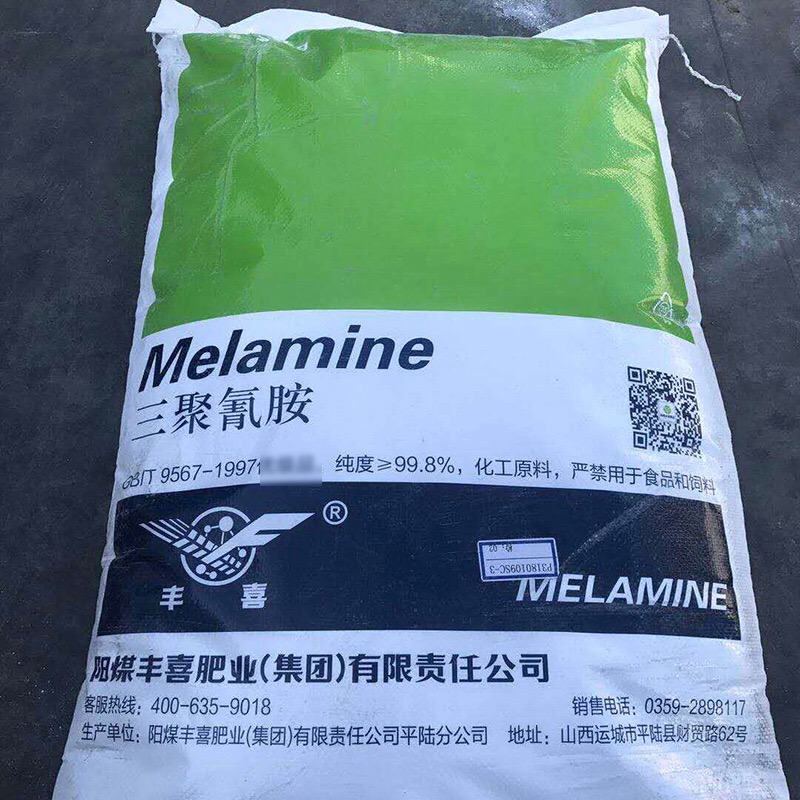 Melamine
三聚氰胺
GB/T 9567-1997 纯度≥99.8%，化工原料，严禁用于食品和饲料
®
丰 喜
P3180109SC-3
检：02
MELAMINE
阳煤丰喜肥业(集团)有限责任公司
客服热线：400-635-9018 销售电话：0359-2898117
生产单位：阳煤丰喜肥业(集团)有限责任公司平陆分公司 地址：山西运城市平陆县财贸路62号